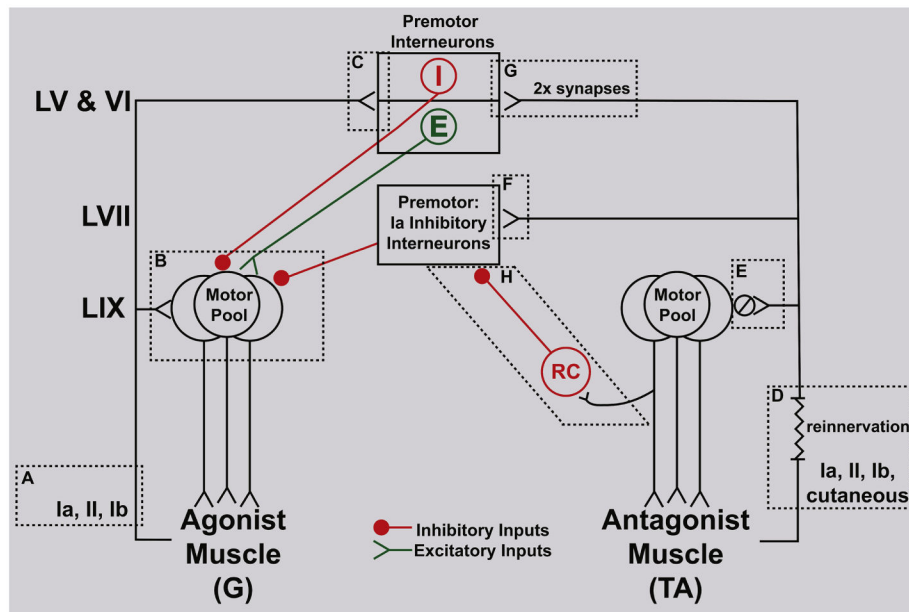 Premotor
Interneurons
C
I
G
2x synapses
LV & VI
E
F
Premotor:
Ia Inhibitory
Interneurons
LVII
B
H
E
Motor
Pool
Motor
Pool
LIX
RC
D
reinnervation
A
Ia, II, Ib
Ia, II, Ib,
cutaneous
Agonist
Muscle
(G)
Inhibitory Inputs
Excitatory Inputs
Antagonist
Muscle
(TA)